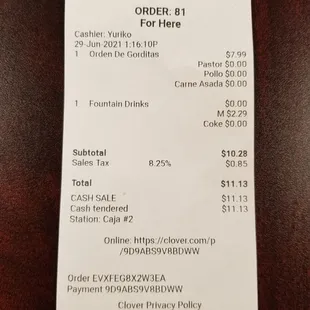 ORDER: 81
For Here
Cashier: Yuriko
29-Jun 2021 1:16:10P
1 Orden De Gorditas $7.99
Pastor $0.00
Pollo $0.00
Carne Asada $0.00
1 Fountain Drinks $0.00
M $2.29
Coke $0.00
Subtotal $10.28
Sales Tax 8.25% $0.85
Total $11.13
CASH SALE $11.13
Cash tendered $11.13
Station: Caja #2
Online: https://clover.com/p
/9D9ABS9V8BDWW
Order EVXFEG8X2W3EA
Payment 9D9ABS9V8BDWW
Clover Privacy Policy